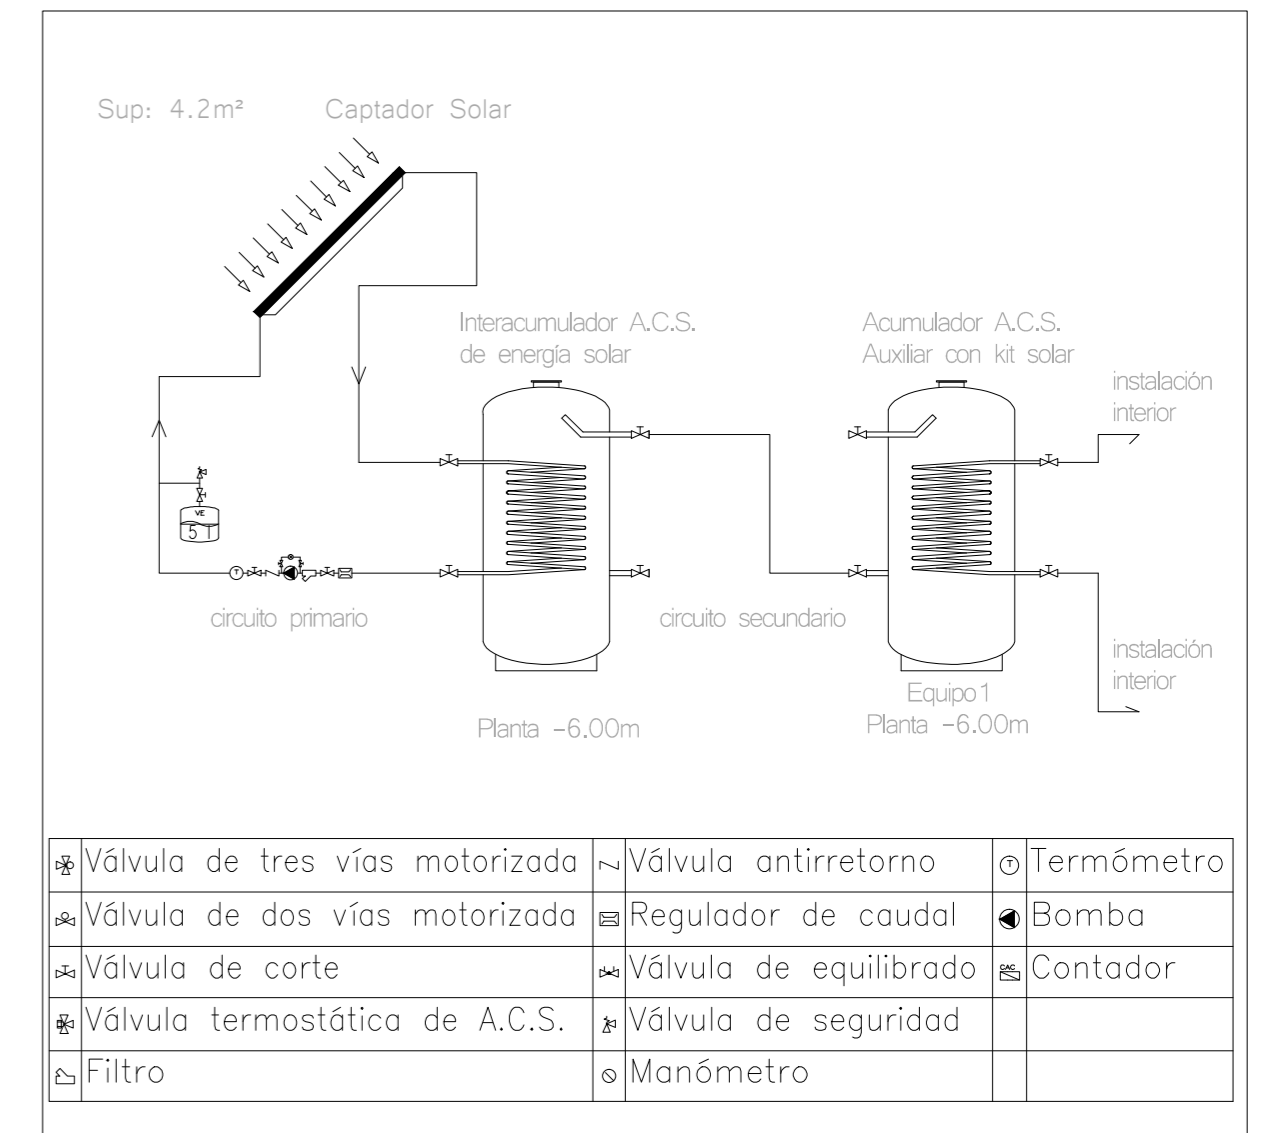 Sup: 4.2m²
Captador Solar
Interacumulador A.C.S.
de energía solar
Acumulador A.C.S.
Auxiliar con kit solar
instalación
interior
VE
5 l
T
circuito primario
circuito secundario
instalación
interior
Equipo1
Planta -6.00m
Planta -6.00m
Válvula de tres vías motorizada
Válvula antirretorno
T
Termómetro
Válvula de dos vías motorizada
Regulador de caudal
Bomba
Válvula de corte
Válvula de equilibrado
CAC
Contador
Válvula termostática de A.C.S.
Válvula de seguridad
Filtro
Manómetro